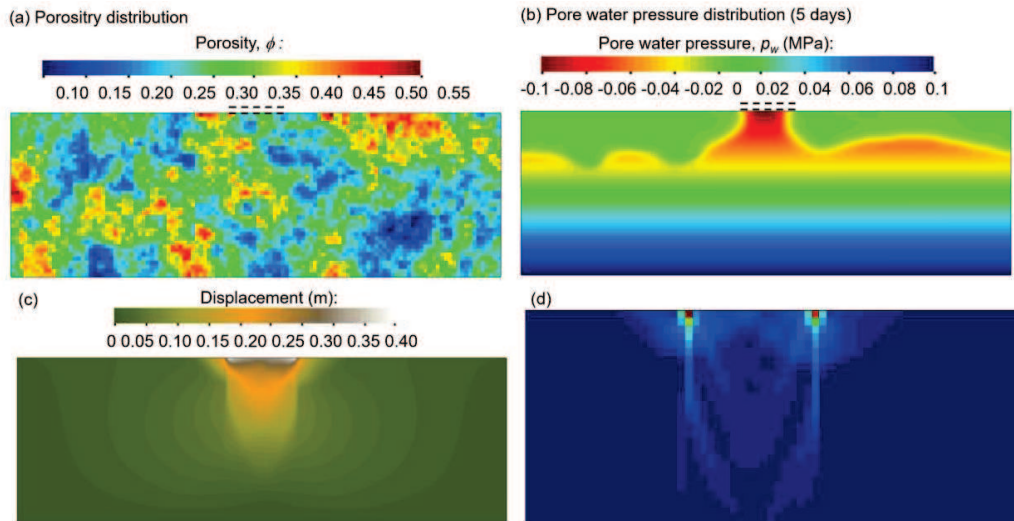 (a) Porositry distribution
Porosity, ϕ :
0.10 0.15 0.20 0.25 0.30 0.35 0.40 0.45 0.50 0.55
(b) Pore water pressure distribution (5 days)
Pore water pressure, pw (MPa):
-0.1 -0.08 -0.06 -0.04 -0.02 0 0.02 0.04 0.06 0.08 0.1
(c)
Displacement (m):
0 0.05 0.10 0.15 0.20 0.25 0.30 0.35 0.40
(d)